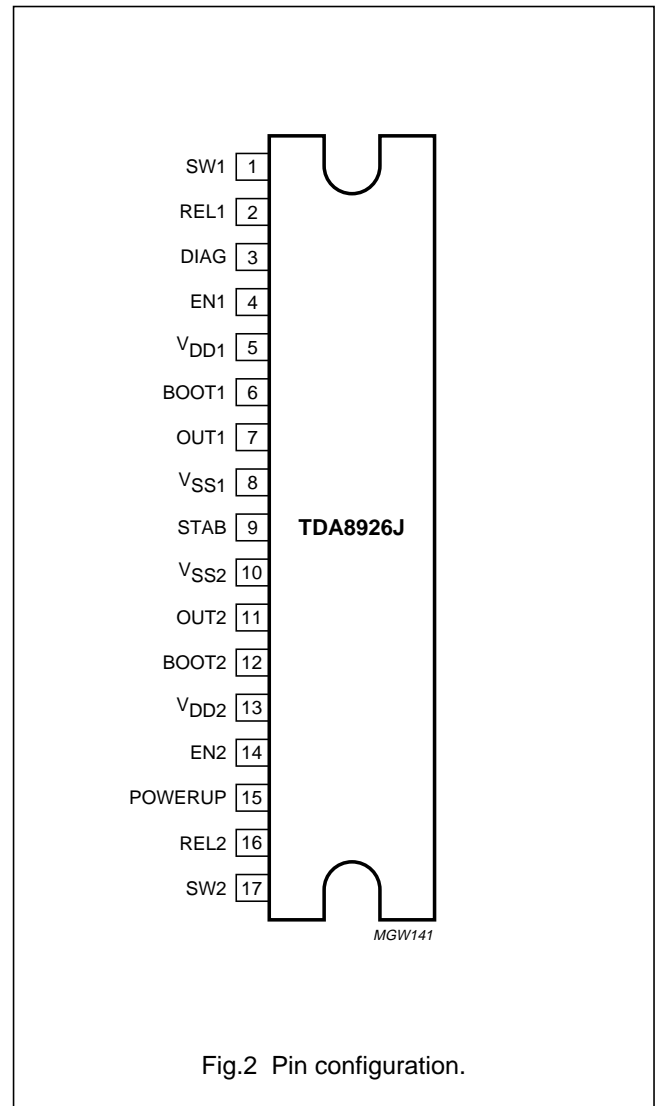 SW1 1
REL1 2
DIAG 3
EN1 4
VDD1 5
BOOT1 6
OUT1 7
VSS1 8
STAB 9 TDA8926J
VSS2 10
OUT2 11
BOOT2 12
VDD2 13
EN2 14
POWERUP 15
REL2 16
SW2 17
MGW141
Fig.2 Pin configuration.